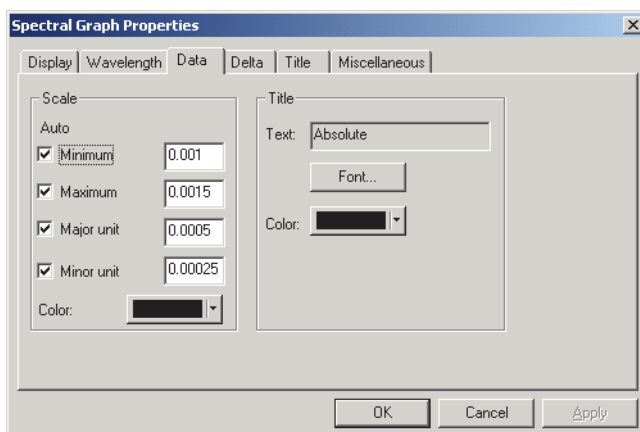 Spectral Graph Properties
Display Wavelength Data Delta Title Miscellaneous
Scale
Auto
Minimum 0.001
Maximum 0.0015
Major unit 0.0005
Minor unit 0.00025
Color:
Title
Text: Absolute
Font...
Color:
OK Cancel Apply